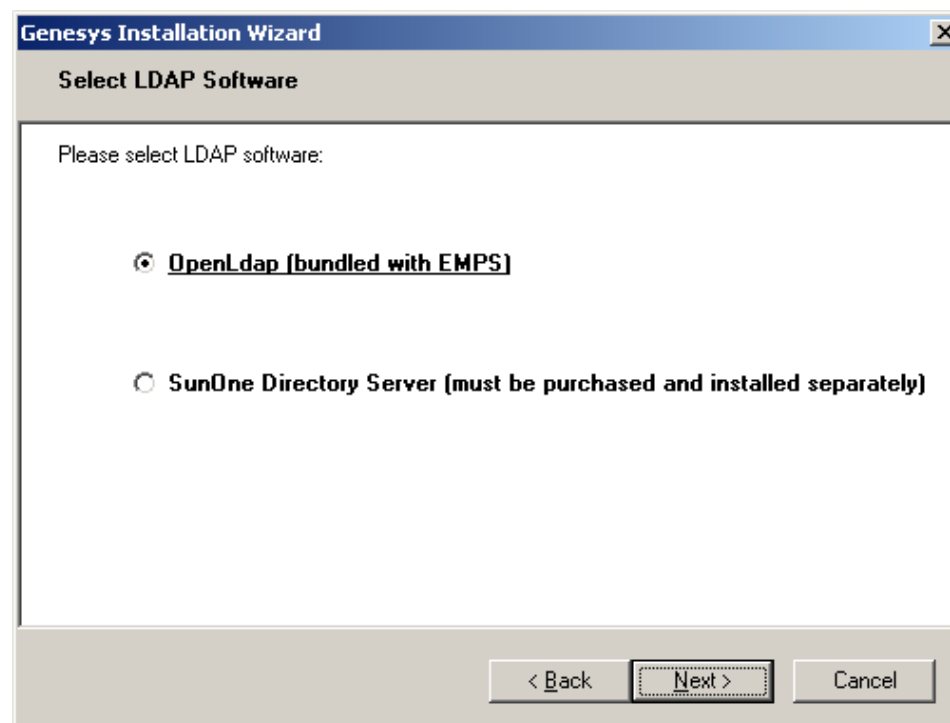 Genesys Installation Wizard
Select LDAP Software
Please select LDAP software:
OpenLdap (bundled with EMPS)
SunOne Directory Server (must be purchased and installed separately)
< Back Next > Cancel